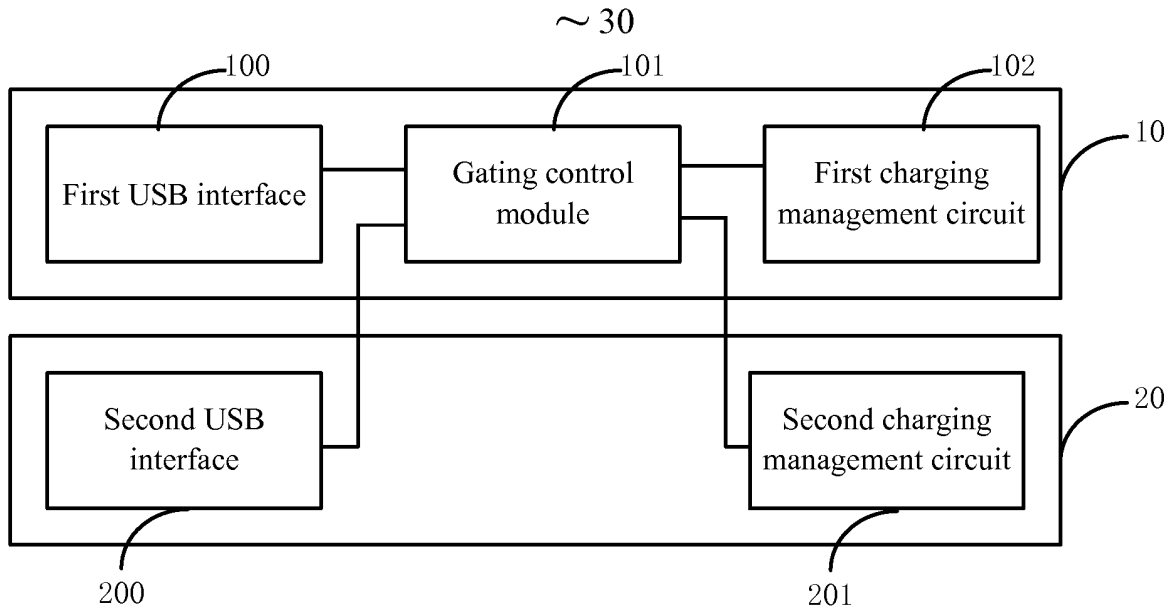 ~30
100
101
102
10
First USB interface
Gating control
module
First charging
management circuit
20
Second USB
interface
Second charging
management circuit
200
201